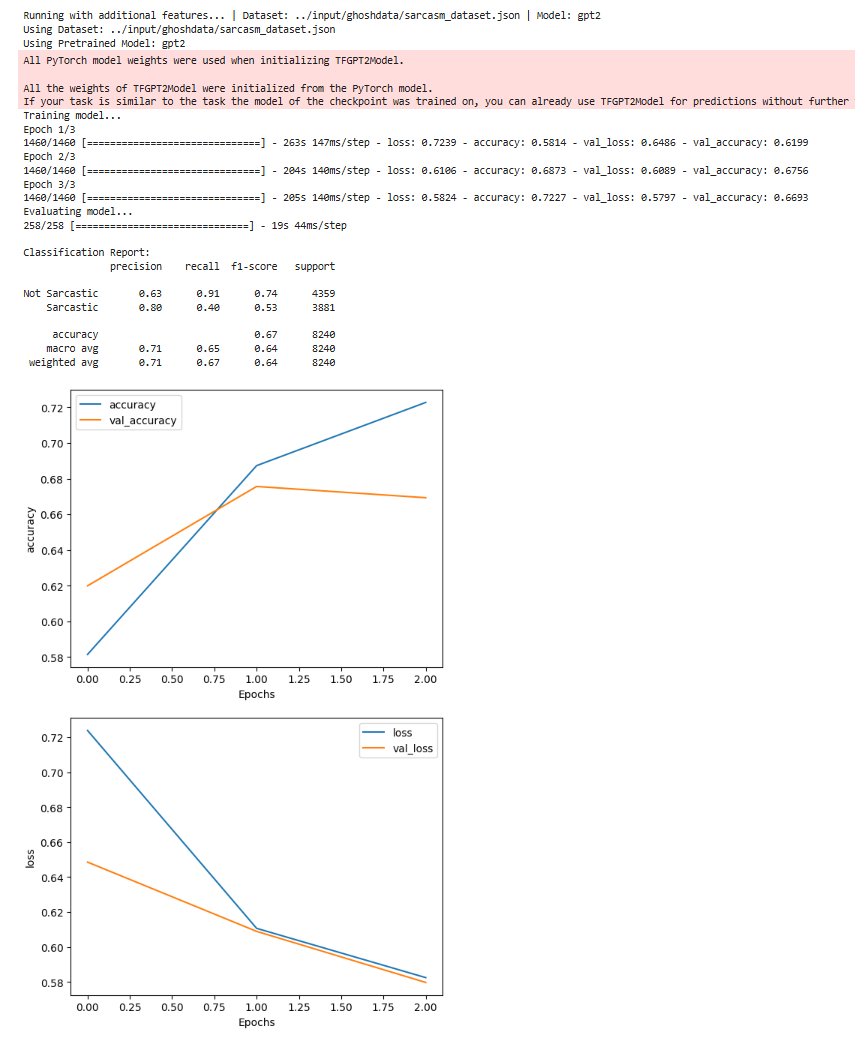 Running with additional features... | Dataset: ../input/ghoshdata/sarcasm_dataset.json | Model: gpt2
Using Dataset: ../input/ghoshdata/sarcasm_dataset.json
Using Pretrained Model: gpt2
All PyTorch model weights were used when initializing TFGPT2Model.
All the weights of TFGPT2Model were initialized from the PyTorch model.
If your task is similar to the task the model of the checkpoint was trained on, you can already use TFGPT2Model for predictions without further
Training model...
Epoch 1/3
1460/1460 [==============================] - 263s 147ms/step - loss: 0.7239 - accuracy: 0.5814 - val_loss: 0.6486 - val_accuracy: 0.6199
Epoch 2/3
1460/1460 [==============================] - 204s 140ms/step - loss: 0.6106 - accuracy: 0.6873 - val_loss: 0.6089 - val_accuracy: 0.6756
Epoch 3/3
1460/1460 [==============================] - 205s 140ms/step - loss: 0.5824 - accuracy: 0.7227 - val_loss: 0.5797 - val_accuracy: 0.6693
Evaluating model...
258/258 [==============================] - 19s 44ms/step
Classification Report:
precision recall f1-score support
Not Sarcastic 0.63 0.91 0.74 4359
Sarcastic 0.80 0.40 0.53 3881
accuracy 0.67 8240
macro avg 0.71 0.65 0.64 8240
weighted avg 0.71 0.67 0.64 8240
accuracy
val_accuracy
0.72
0.70
0.68
0.66
0.64
0.62
0.60
0.58
accuracy
0.00 0.25 0.50 0.75 1.00 1.25 1.50 1.75 2.00
Epochs
loss
val_loss
0.72
0.70
0.68
0.66
0.64
0.62
0.60
0.58
loss
0.00 0.25 0.50 0.75 1.00 1.25 1.50 1.75 2.00
Epochs